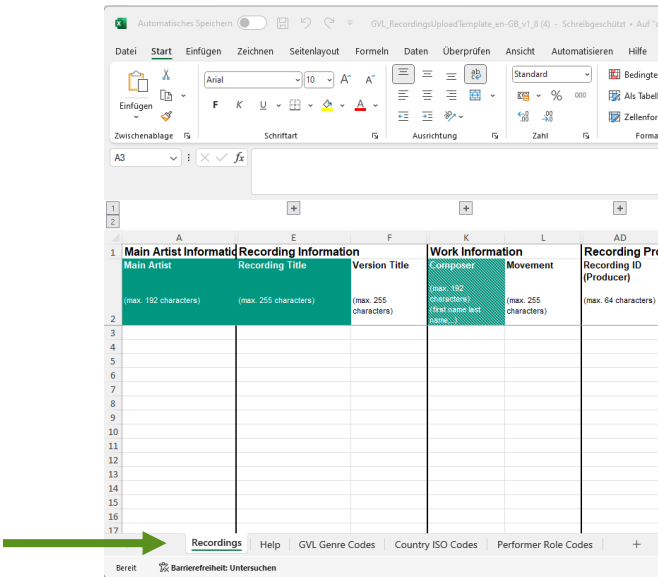 Automatisches Speichern GVL_RecordingsUploadTemplate_en-GB_v1_8 (4) - Schreibgeschützt • Auf "d
Datei Start Einfügen Zeichnen Seitenlayout Formeln Daten Überprüfen Ansicht Automatisieren Hilfe
Arial 10 A A Standard Bedingte
% 000 Als Tabell
Einfügen F K U A Zellenfor
Zwischenablage Schriftart Ausrichtung Zahl Forma
A3 fx
1
2
A E F K L AD
1 Main Artist Informatic Recording Information Work Information Recording Pro
Main Artist Recording Title Version Title Composer Movement Recording ID
(Producer)
(max. 192 characters) (max. 255 characters) (max. 255 characters) (max. 192 characters) (first name last name...) (max. 255 characters) (max. 64 characters)
2
3
4
5
6
7
8
9
10
11
12
13
14
15
16
17
Recordings Help GVL Genre Codes Country ISO Codes Performer Role Codes +
Bereit Barrierefreiheit: Untersuchen